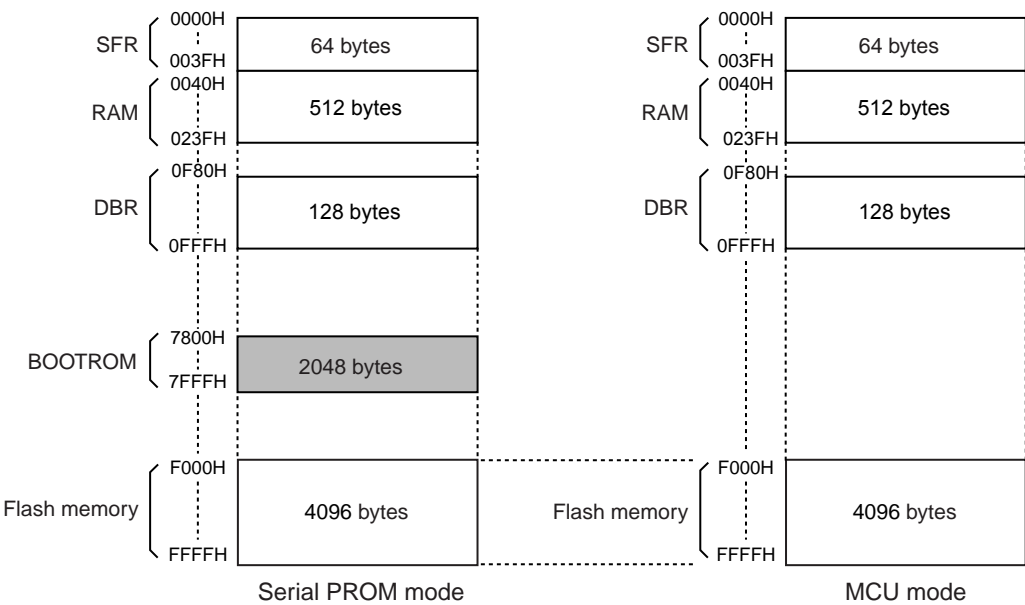 0000H
SFR
64 bytes
003FH
0040H
RAM
512 bytes
023FH
0F80H
DBR
128 bytes
0FFFH
7800H
BOOTROM
2048 bytes
7FFFH
F000H
Flash memory
4096 bytes
FFFFH
Serial PROM mode
0000H
SFR
64 bytes
003FH
0040H
RAM
512 bytes
023FH
0F80H
DBR
128 bytes
0FFFH
F000H
Flash memory
4096 bytes
FFFFH
MCU mode